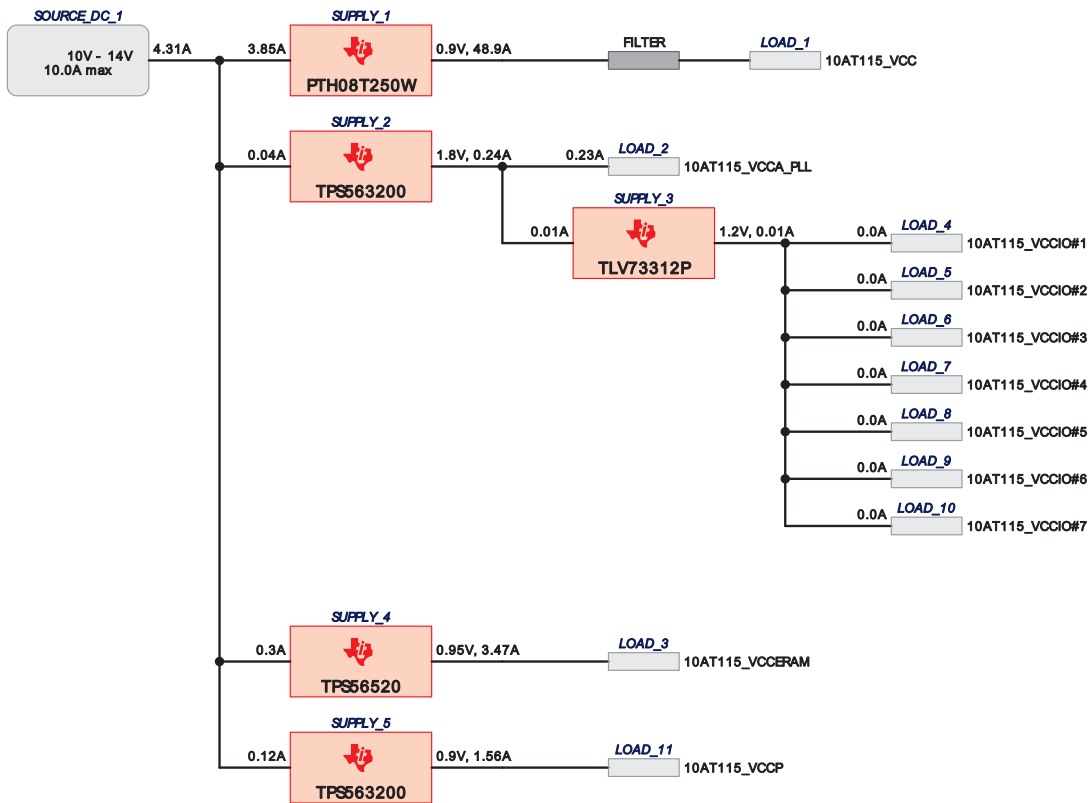 SOURCE_DC_1
10V - 14V
10.0A max
4.31A
SUPPLY_1
3.85A
PTH08T250W
0.9V, 48.9A
FILTER
LOAD_1
10AT115_VCC
SUPPLY_2
0.04A
TPS563200
1.8V, 0.24A
0.23A
LOAD_2
10AT115_VCCA_PLL
SUPPLY_3
0.01A
TLV73312P
1.2V, 0.01A
0.0A
LOAD_4
10AT115_VCCIO#1
0.0A
LOAD_5
10AT115_VCCIO#2
0.0A
LOAD_6
10AT115_VCCIO#3
0.0A
LOAD_7
10AT115_VCCIO#4
0.0A
LOAD_8
10AT115_VCCIO#5
0.0A
LOAD_9
10AT115_VCCIO#6
0.0A
LOAD_10
10AT115_VCCIO#7
SUPPLY_4
0.3A
TPS56520
0.95V, 3.47A
LOAD_3
10AT115_VCCERAM
SUPPLY_5
0.12A
TPS563200
0.9V, 1.56A
LOAD_11
10AT115_VCCP